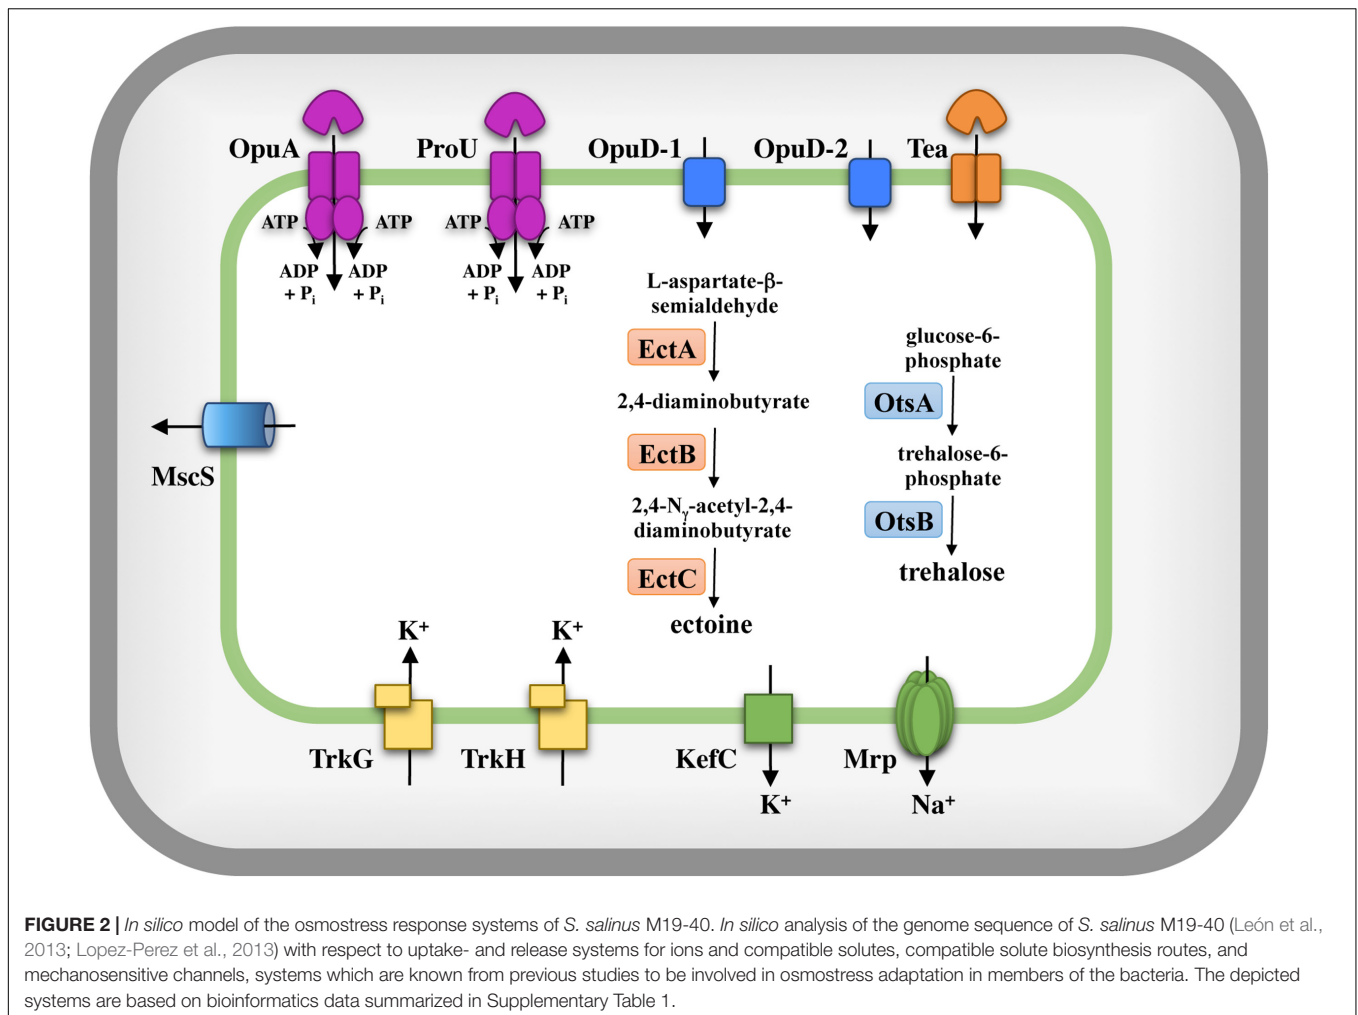 OpuA
ProU
OpuD-1
OpuD-2
Tea
ATP
ATP
ATP
ATP
ADP
+ Pi
ADP
+ Pi
ADP
+ Pi
ADP
+ Pi
L-aspartate-β-
semialdehyde
EctA
2,4-diaminobutyrate
EctB
2,4-Nγ-acetyl-2,4-
diaminobutyrate
EctC
ectoine
glucose-6-
phosphate
OtsA
trehalose-6-
phosphate
OtsB
trehalose
MscS
K+
K+
TrkG
TrkH
KefC
Mrp
K+
Na+
FIGURE 2 | In silico model of the osmostress response systems of S. salinus M19-40. In silico analysis of the genome sequence of S. salinus M19-40 (León et al.,
2013; Lopez-Perez et al., 2013) with respect to uptake- and release systems for ions and compatible solutes, compatible solute biosynthesis routes, and
mechanosensitive channels, systems which are known from previous studies to be involved in osmostress adaptation in members of the bacteria. The depicted
systems are based on bioinformatics data summarized in Supplementary Table 1.